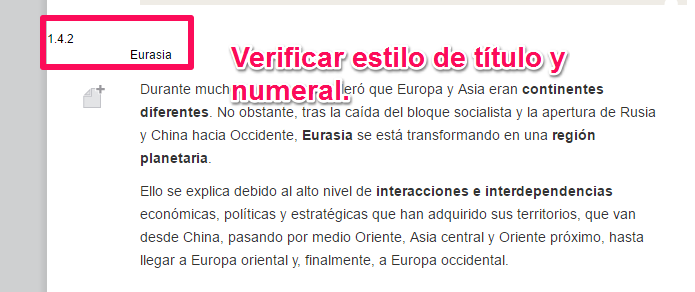 1.4.2
Eurasia
Verificar estilo de título y
numeral.
Durante much eró que Europa y Asia eran continentes
diferentes. No obstante, tras la caída del bloque socialista y la apertura de Rusia
y China hacia Occidente, Eurasia se está transformando en una región
planetaria.
Ello se explica debido al alto nivel de interacciones e interdependencias
económicas, políticas y estratégicas que han adquirido sus territorios, que van
desde China, pasando por medio Oriente, Asia central y Oriente próximo, hasta
llegar a Europa oriental y, finalmente, a Europa occidental.